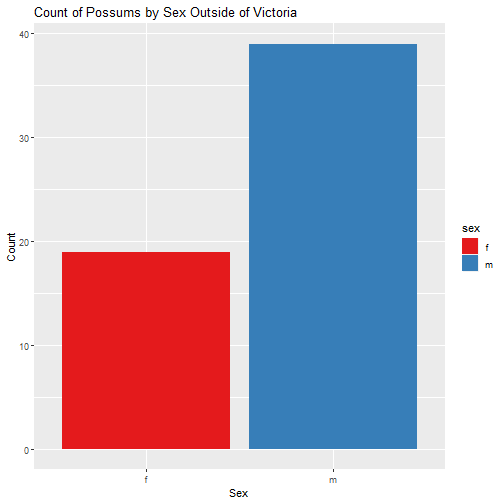 Count of Possums by Sex Outside of Victoria
40
30
20
10
0
Count
f
m
Sex
sex
f
m